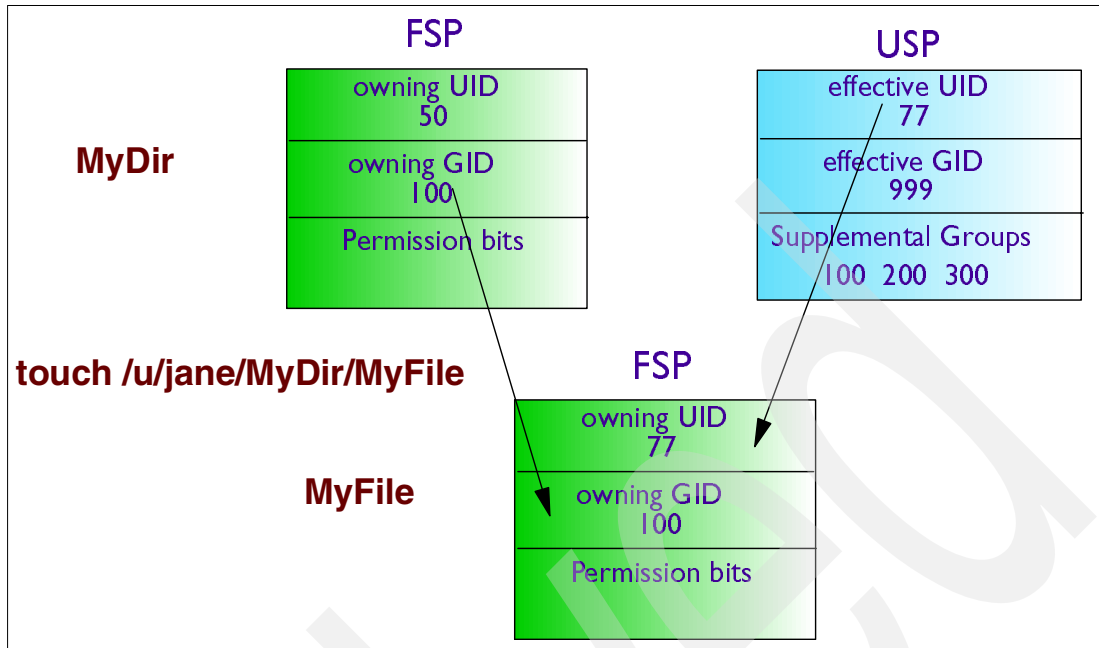 FSP
USP
MyDir
owning UID
50
owning GID
100
Permission bits
effective UID
77
effective GID
999
Supplemental Groups
100 200 300
touch /u/jane/MyDir/MyFile
FSP
MyFile
owning UID
77
owning GID
100
Permission bits